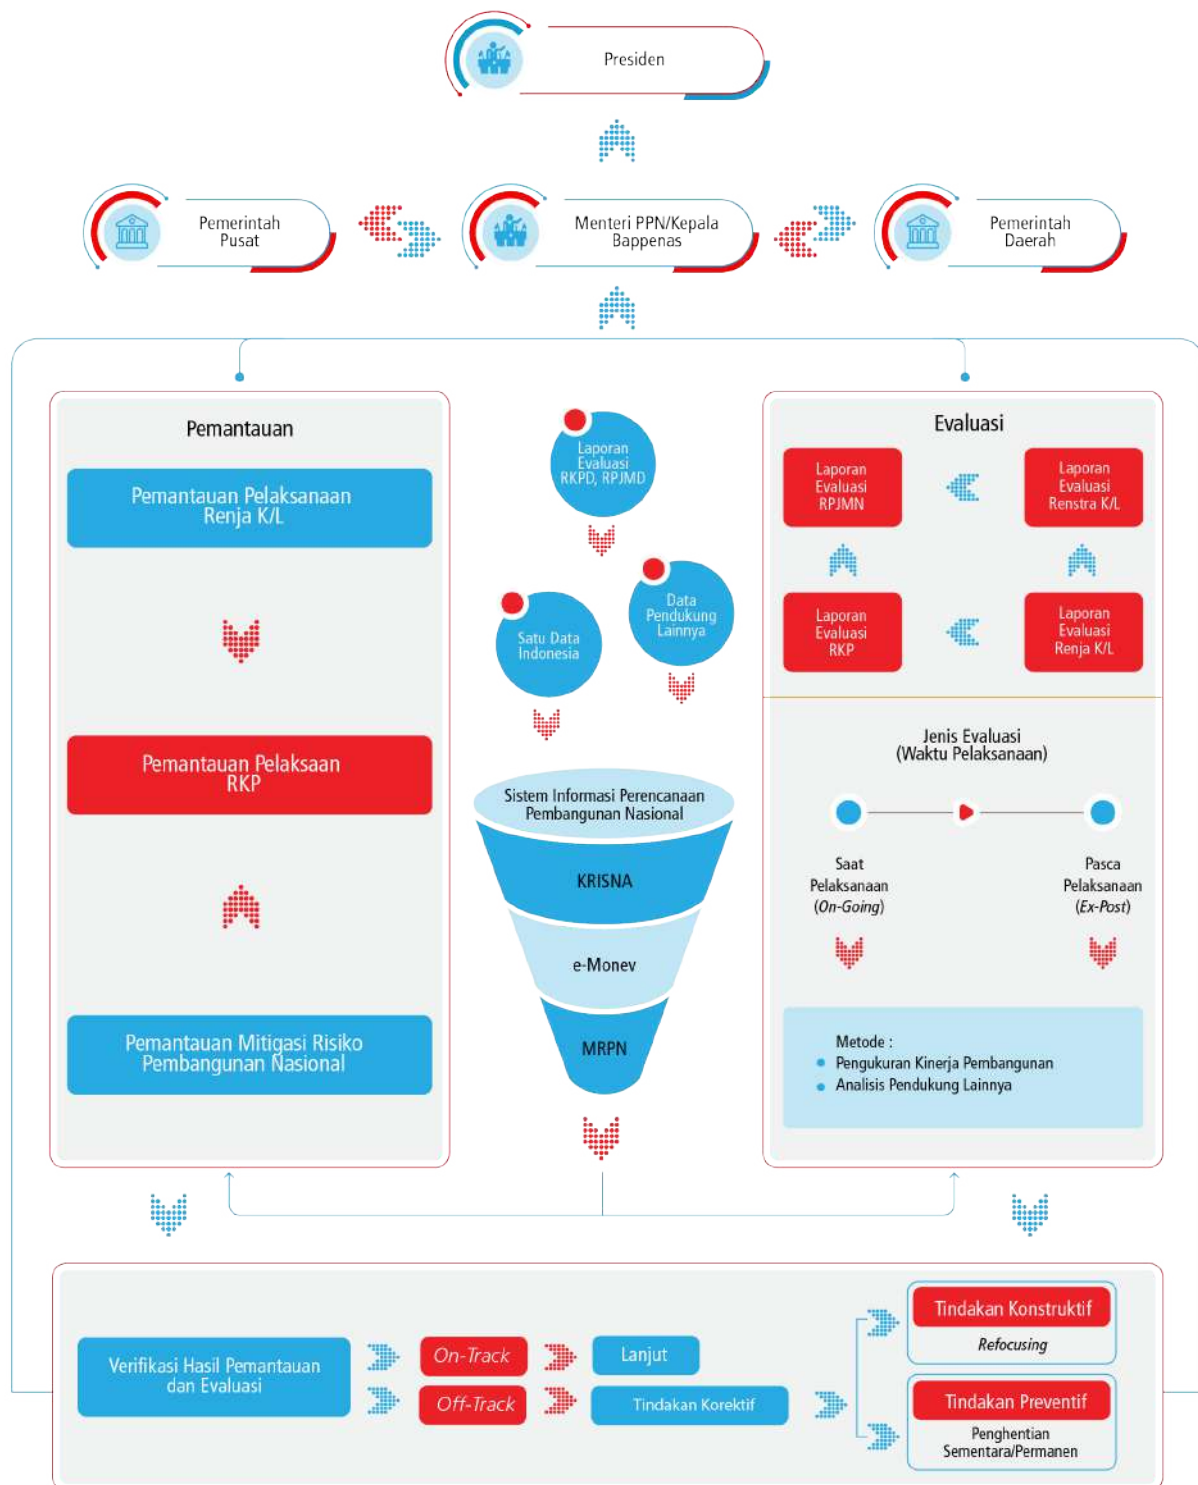 Presiden
Pemerintah
Pusat
Menteri PPN/Kepala
Bappenas
Pemerintah
Daerah
Pemantauan
Pemantauan Pelaksanaan
Renja K/L
Pemantauan Pelaksaan
RKP
Pemantauan Mitigasi Risiko
Pembangunan Nasional
Laporan
Evaluasi
RKPD, RPJMD
Satu Data
Indonesia
Data
Pendukung
Lainnya
Sistem Informasi Perencanaan
Pembangunan Nasional
KRISNA
e-Monev
MRPN
Evaluasi
Laporan
Evaluasi
RPJMN
Laporan
Evaluasi
Renstra K/L
Laporan
Evaluasi
RKP
Laporan
Evaluasi
Renja K/L
Jenis Evaluasi
(Waktu Pelaksanaan)
Saat
Pelaksanaan
(On-Going)
Pasca
Pelaksanaan
(Ex-Post)
Metode :
Pengukuran Kinerja Pembangunan
Analisis Pendukung Lainnya
Verifikasi Hasil Pemantauan
dan Evaluasi
On-Track
Lanjut
Off-Track
Tindakan Korektif
Tindakan Konstruktif
Refocusing
Tindakan Preventif
Penghentian
Sementara/Permanen